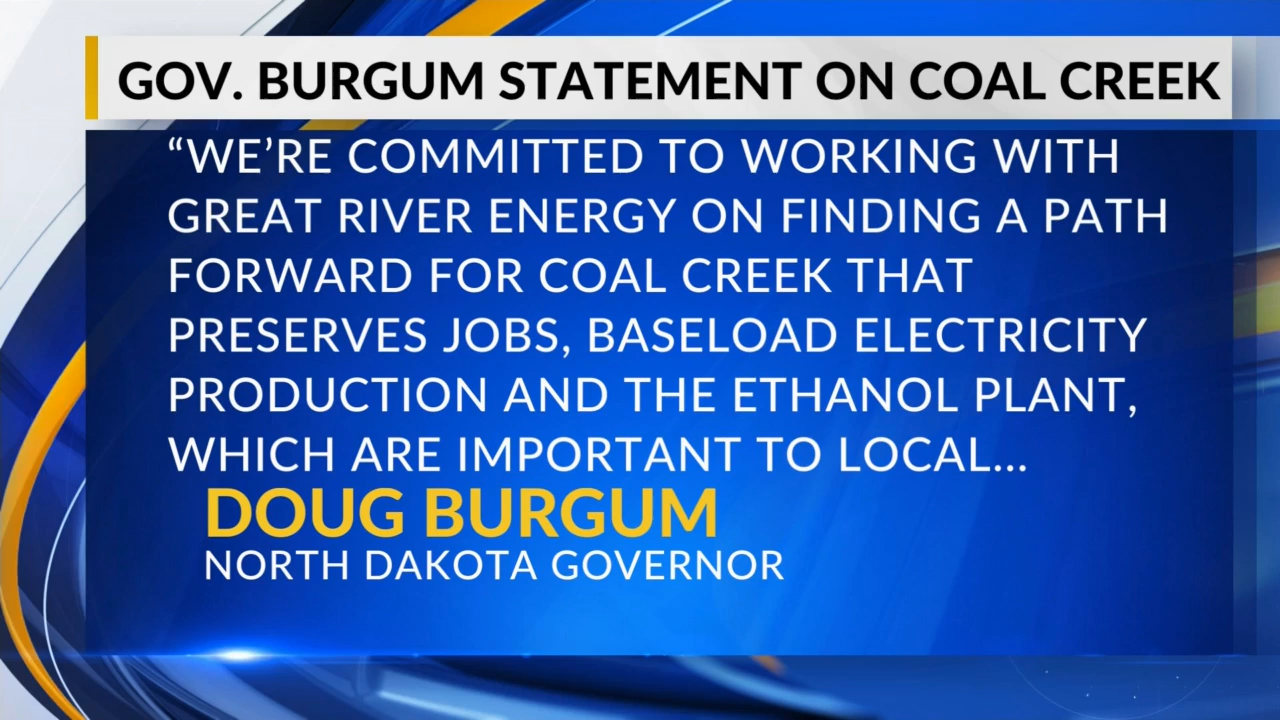 GOV. BURGUM STATEMENT ON COAL CREEK
“WE’RE COMMITTED TO WORKING WITH
GREAT RIVER ENERGY ON FINDING A PATH
FORWARD FOR COAL CREEK THAT
PRESERVES JOBS, BASELOAD ELECTRICITY
PRODUCTION AND THE ETHANOL PLANT,
WHICH ARE IMPORTANT TO LOCAL...
DOUG BURGUM
NORTH DAKOTA GOVERNOR